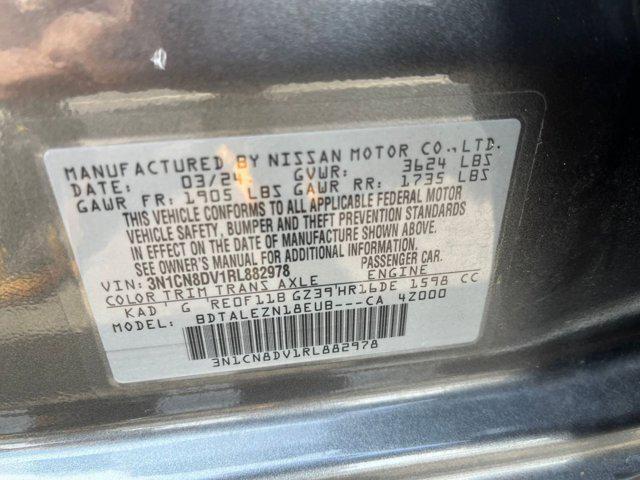 MANUFACTURED BY NISSAN MOTOR CO.,LTD.
DATE: 03/24 GVWR: 3624 LBS
GAWR FR: 1905 LBS GAWR RR: 1735 LBS
THIS VEHICLE CONFORMS TO ALL APPLICABLE FEDERAL MOTOR
VEHICLE SAFETY, BUMPER AND THEFT PREVENTION STANDARDS
IN EFFECT ON THE DATE OF MANUFACTURE SHOWN ABOVE.
SEE OWNER'S MANUAL FOR ADDITIONAL INFORMATION.
VIN: 3N1CN8DV1RL882978 PASSENGER CAR
COLOR TRIM TRANS AXLE ENGINE
KAD G RE0F11B GZ39 HR16DE 1598 CC
MODEL: BDTALEZN18EUB---CA 4Z000
3N1CN8DV1RL882978